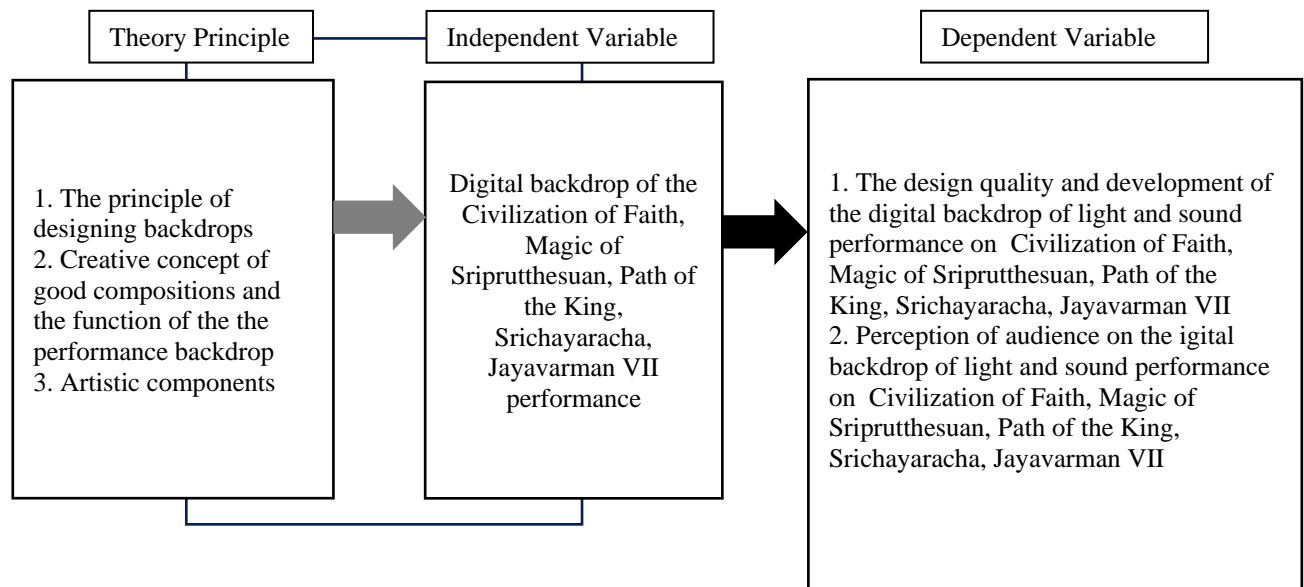 Theory Principle
Independent Variable
Dependent Variable
1. The principle of
designing backdrops
2. Creative concept of
good compositions and
the function of the the
performance backdrop
3. Artistic components
Digital backdrop of the
Civilization of Faith,
Magic of
Sriprutthesuan, Path of
the King,
Srichayaracha,
Jayavarman VII
performance
1. The design quality and development of
the digital backdrop of light and sound
performance on Civilization of Faith,
Magic of Sriprutthesuan, Path of the
King, Srichayaracha, Jayavarman VII
2. Perception of audience on the igital
backdrop of light and sound performance
on Civilization of Faith, Magic of
Sriprutthesuan, Path of the King,
Srichayaracha, Jayavarman VII